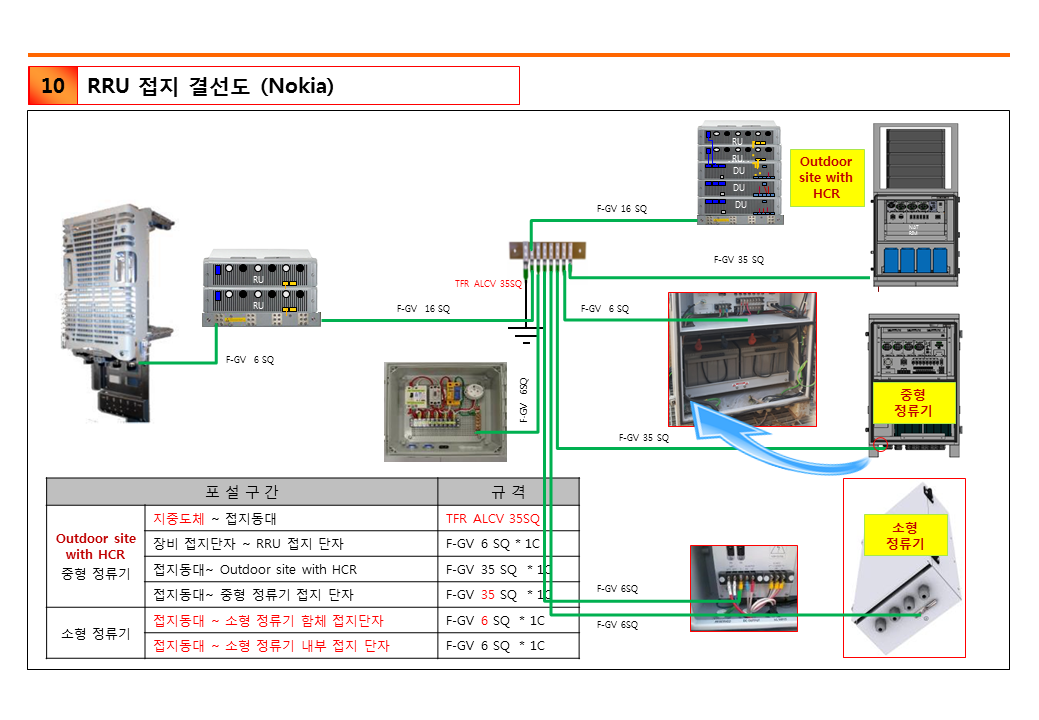 10
RRU 접지 결선도 (Nokia)
RU
RU
DU
DU
DU
Outdoor
site with
HCR
F-GV 16 SQ
F-GV 35 SQ
TFR ALCV 35SQ
RU
RU
F-GV 16 SQ
F-GV 6 SQ
F-GV 6 SQ
F-GV 6SQ
중형
정류기
F-GV 35 SQ
포 설 구 간
규 격
Outdoor site
with HCR
중형 정류기
지중도체 ~ 접지동대
TFR ALCV 35SQ
장비 접지단자 ~ RRU 접지 단자
F-GV 6 SQ * 1C
접지동대~ Outdoor site with HCR
F-GV 35 SQ * 1C
접지동대~ 중형 정류기 접지 단자
F-GV 35 SQ * 1C
소형 정류기
접지동대 ~ 소형 정류기 함체 접지단자
F-GV 6 SQ * 1C
접지동대 ~ 소형 정류기 내부 접지 단자
F-GV 6 SQ * 1C
소형
정류기
F-GV 6SQ
F-GV 6SQ